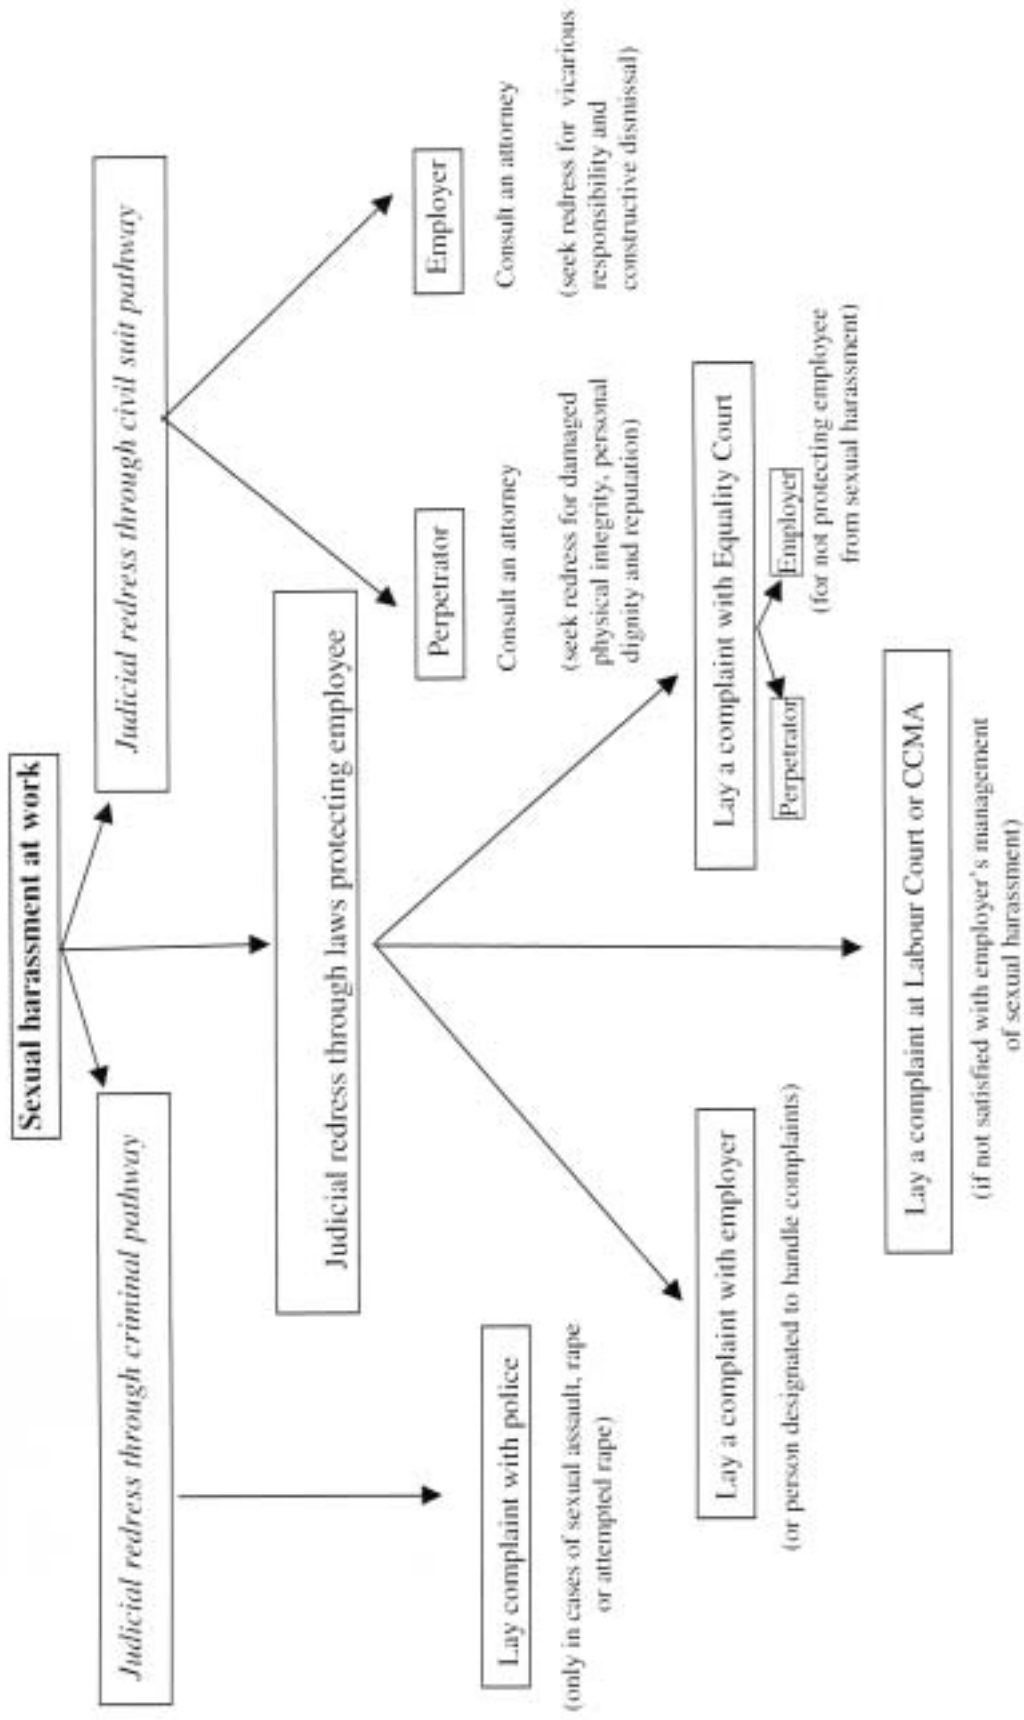 Sexual harassment at work
Judicial redress through criminal pathway
Judicial redress through civil suit pathway
Judicial redress through laws protecting employee
Perpetrator
Consult an attorney
(seek redress for damaged
physical integrity, personal
dignity and reputation)
Employer
Consult an attorney
(seek redress for vicarious
responsibility and
constructive dismissal)
Lay complaint with police
(only in cases of sexual assault, rape
or attempted rape)
Lay a complaint with employer
(or person designated to handle complaints)
Lay a complaint with Equality Court
Perpetrator
Employer
(for not protecting employee
from sexual harassment)
Lay a complaint at Labour Court or CCMA
(if not satisfied with employer's management
of sexual harassment)